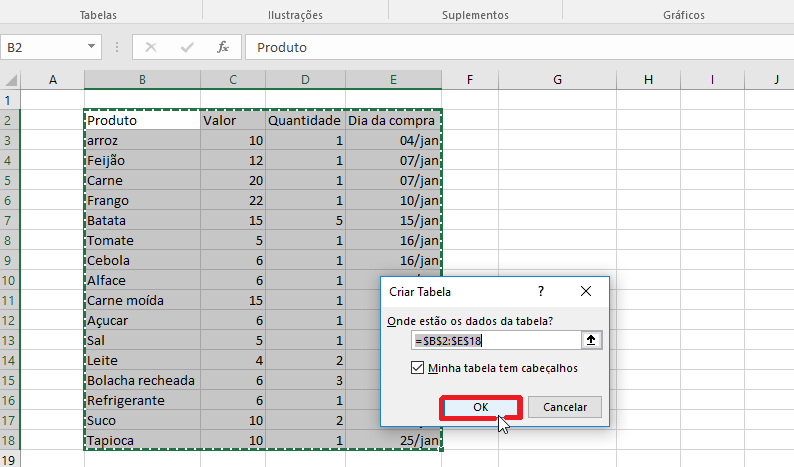 Tabelas Ilustrações Suplementos Gráficos
B2 fx Produto
A B C D E F G H I J
1
2 Produto Valor Quantidade Dia da compra
3 arroz 10 1 04/jan
4 Feijão 12 1 07/jan
5 Carne 20 1 07/jan
6 Frango 22 1 10/jan
7 Batata 15 5 15/jan
8 Tomate 5 1 16/jan
9 Cebola 6 1 16/jan
10 Alface 6 1
11 Carne moída 15 1
12 Açucar 6 1
13 Sal 5 1
14 Leite 4 2
15 Bolacha recheada 6 3
16 Refrigerante 6 1
17 Suco 10 2
18 Tapioca 10 1 25/jan
19
Criar Tabela ?
Onde estão os dados da tabela?
=$B$2:$E$18
Minha tabela tem cabeçalhos
OK Cancelar